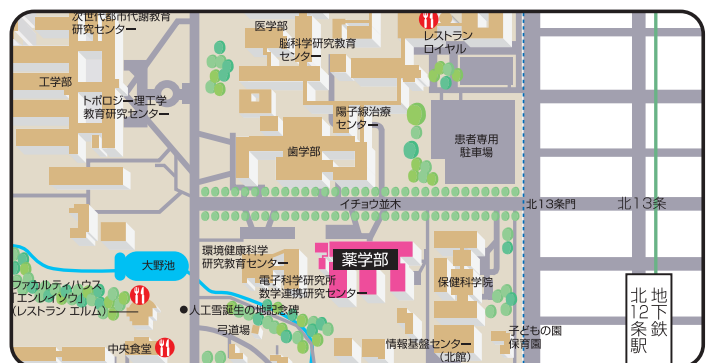 次世代都市代謝教育
研究センター
医学部
脳科学研究教育
センター
レストラン
ロイヤル
工学部
トポロジー理工学
教育研究センター
陽子線治療
センター
歯学部
患者専用
駐車場
イチョウ並木
北13条門
北13条
環境健康科学
研究教育センター
薬学部
大野池
電子科学研究所
数学連携研究センター
保健科学院
ファカルティハウス
「エンレイソウ」
(レストラン エルム)
●人工雪誕生の地記念碑
弓道場
中央食堂
情報基盤センター
(北館)
子どもの園
保育園
地下鉄
北12条駅